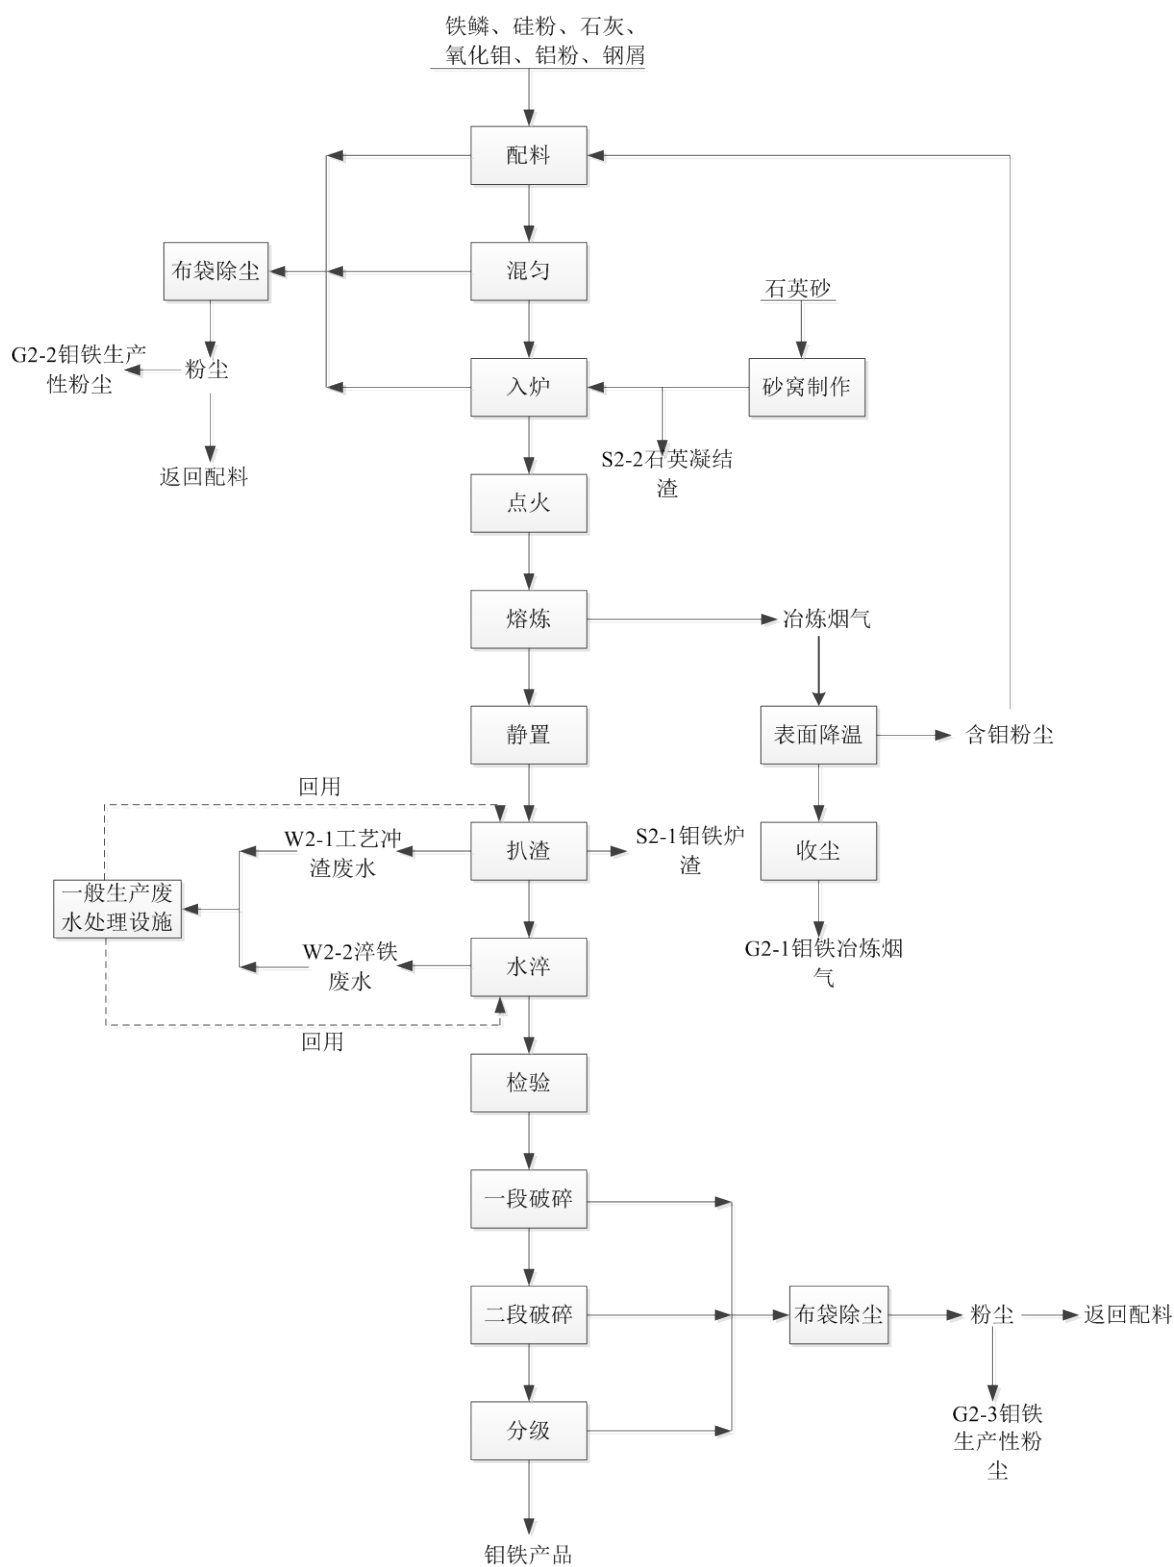 铁鳞、硅粉、石灰、
氧化钼、铝粉、钢屑
配料
布袋除尘
混匀
石英砂
G2-2钼铁生产
性粉尘
粉尘
入炉
砂窝制作
返回配料
S2-2石英凝结
渣
点火
熔炼
冶炼烟气
静置
表面降温
含钼粉尘
回用
W2-1工艺冲
渣废水
扒渣
S2-1钼铁炉
渣
收尘
一般生产废
水处理设施
W2-2淬铁
废水
水淬
G2-1钼铁冶炼烟
气
回用
检验
一段破碎
二段破碎
布袋除尘
粉尘
返回配料
分级
G2-3钼铁
生产性粉
尘
钼铁产品